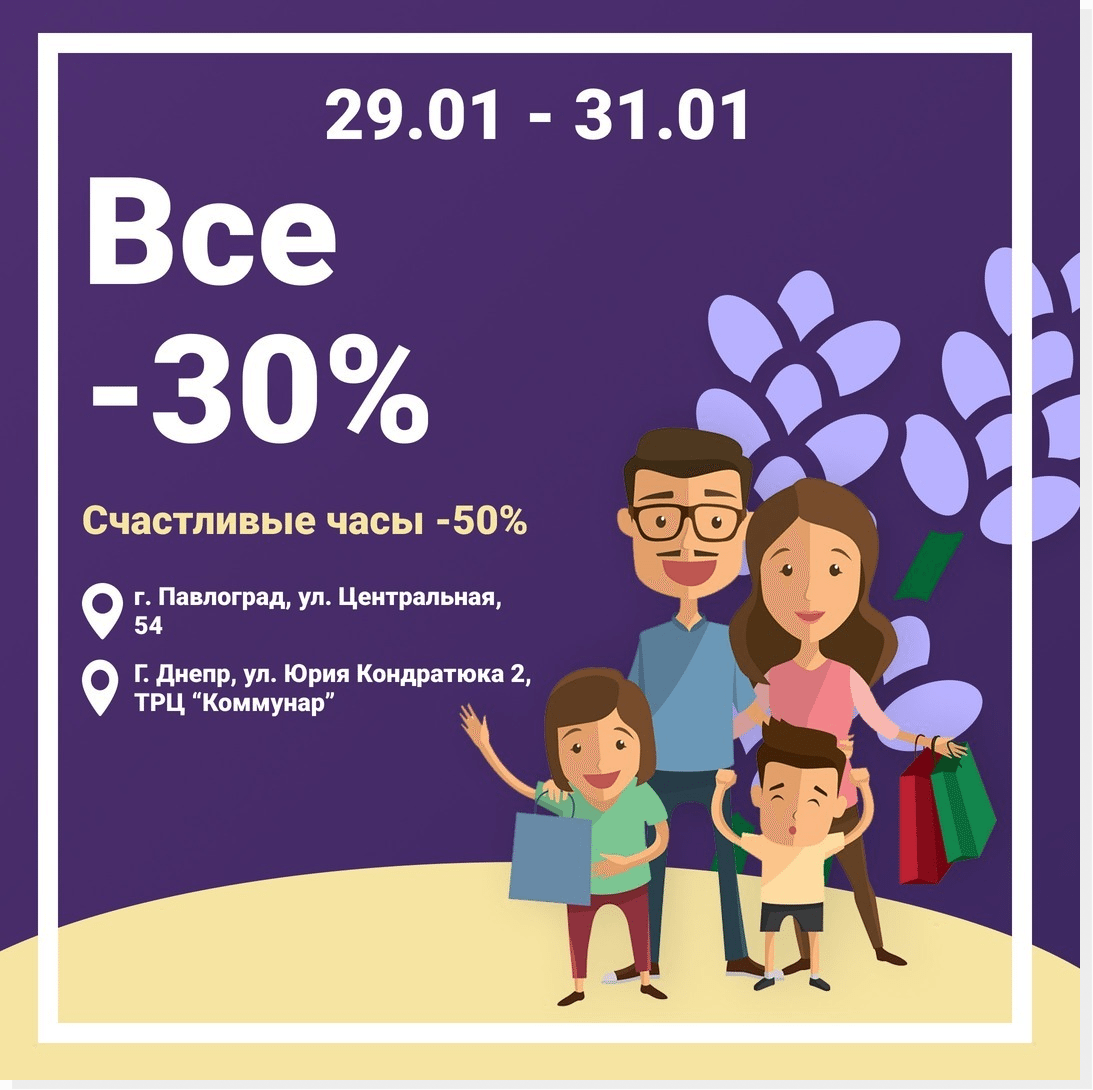 29.01 - 31.01
Все
-30%
Счастливые часы -50%
г. Павлоград, ул. Центральная,
54
Г. Днепр, ул. Юрия Кондратюка 2,
ТРЦ “Коммунар”